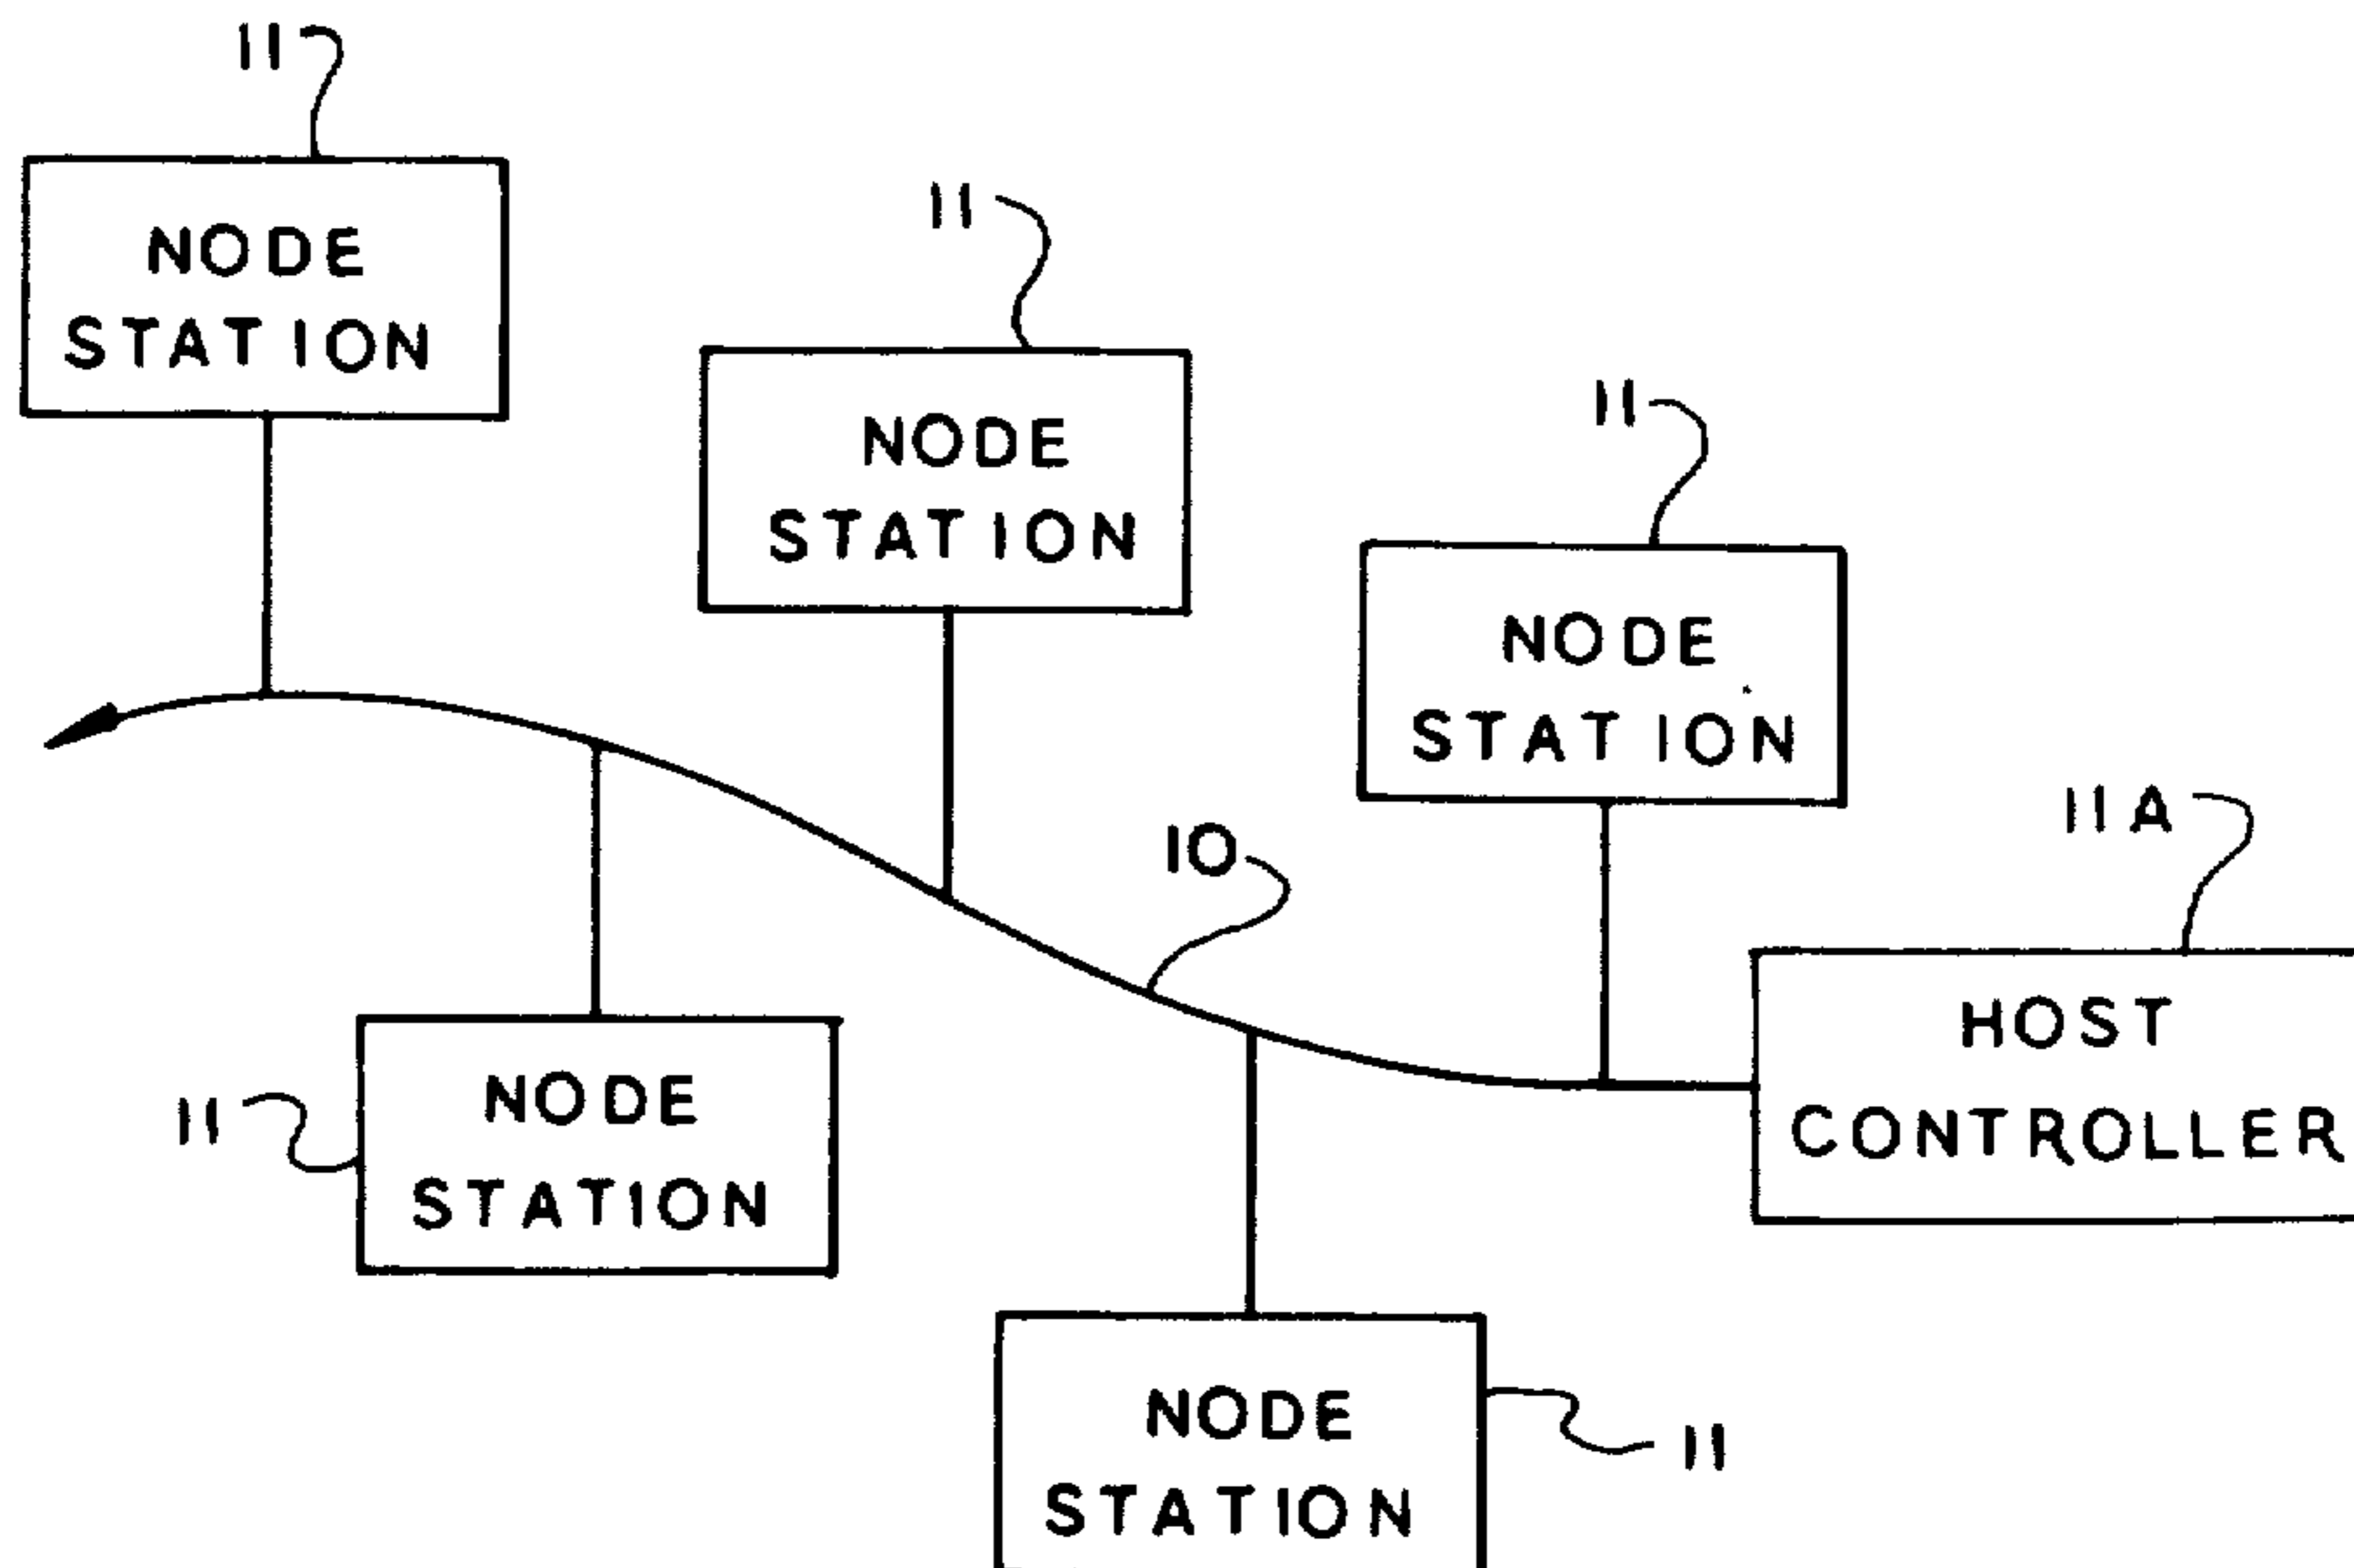 11
NODE
STATION
11
NODE
STATION
11
NODE
STATION
10
11A
HOST
CONTROLLER
11
NODE
STATION
NODE
STATION
11